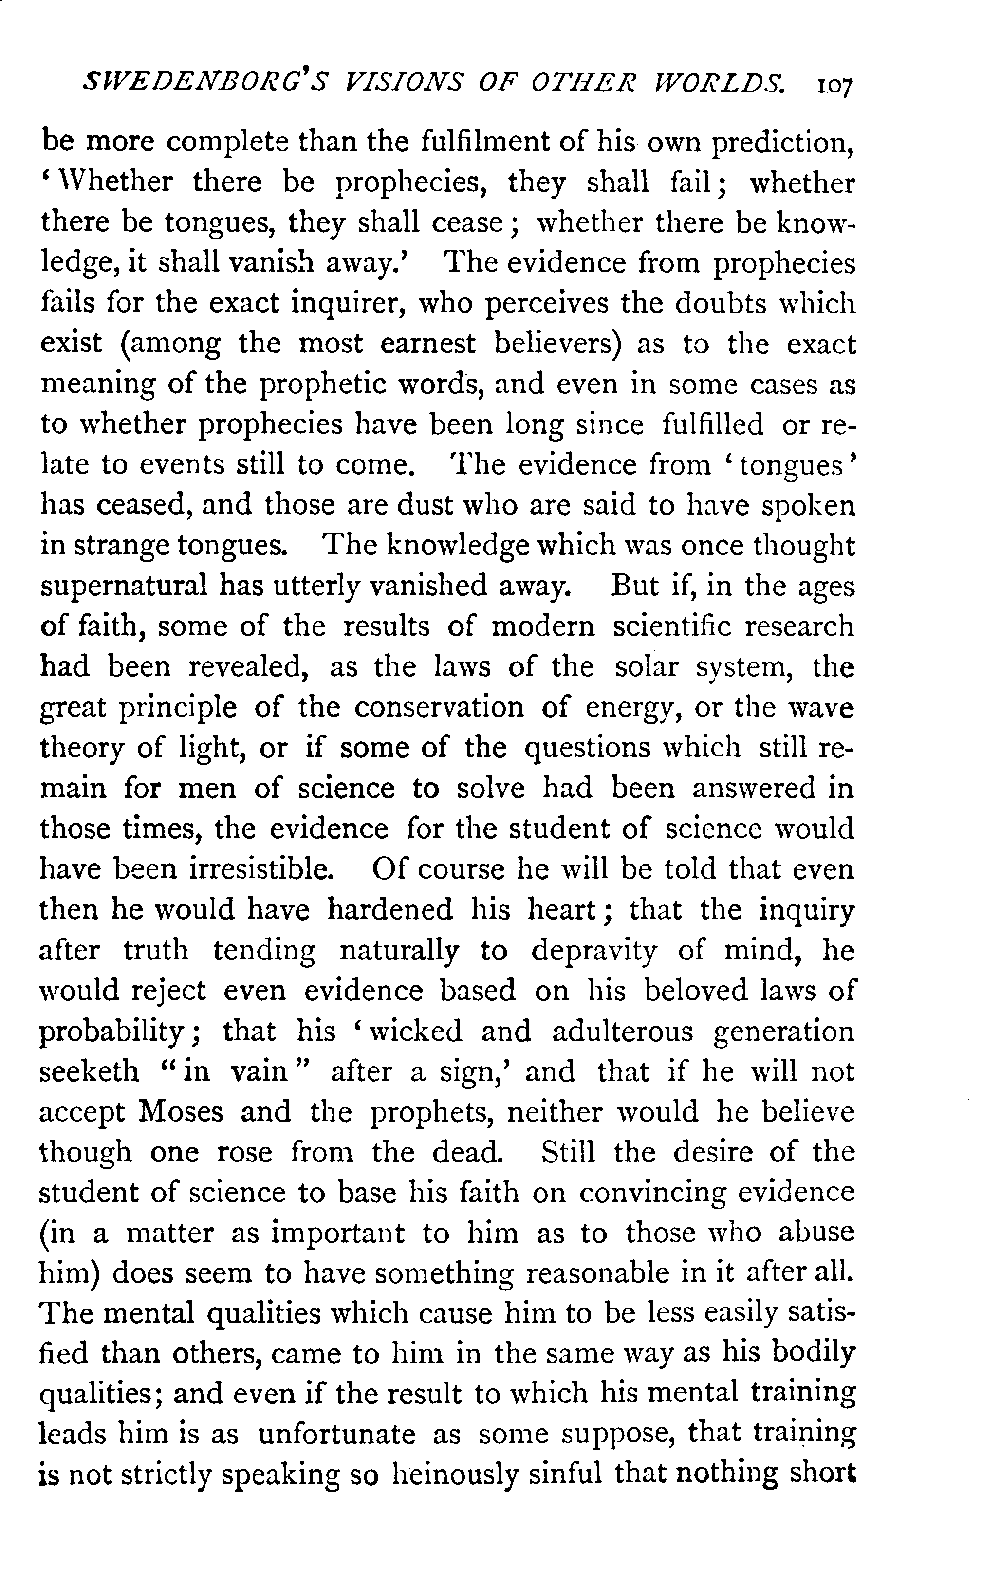 SWEDENBORG'S VISIONS OF OTHER WORLDS. 107
be more complete than the fulfilment of his own prediction,
‘Whether there be prophecies, they shall fail; whether
there be tongues, they shall cease; whether there be know-
ledge, it shall vanish away.’ The evidence from prophecies
fails for the exact inquirer, who perceives the doubts which
exist (among the most earnest believers) as to the exact
meaning of the prophetic words, and even in some cases as
to whether prophecies have been long since fulfilled or re-
late to events still to come. The evidence from ‘tongues’
has ceased, and those are dust who are said to have spoken
in strange tongues. The knowledge which was once thought
supernatural has utterly vanished away. But if, in the ages
of faith, some of the results of modern scientific research
had been revealed, as the laws of the solar system, the
great principle of the conservation of energy, or the wave
theory of light, or if some of the questions which still re-
main for men of science to solve had been answered in
those times, the evidence for the student of science would
have been irresistible. Of course he will be told that even
then he would have hardened his heart; that the inquiry
after truth tending naturally to depravity of mind, he
would reject even evidence based on his beloved laws of
probability; that his ‘wicked and adulterous generation
seeketh “in vain” after a sign,’ and that if he will not
accept Moses and the prophets, neither would he believe
though one rose from the dead. Still the desire of the
student of science to base his faith on convincing evidence
(in a matter as important to him as to those who abuse
him) does seem to have something reasonable in it after all.
The mental qualities which cause him to be less easily satis-
fied than others, came to him in the same way as his bodily
qualities; and even if the result to which his mental training
leads him is as unfortunate as some suppose, that training
is not strictly speaking so heinously sinful that nothing short